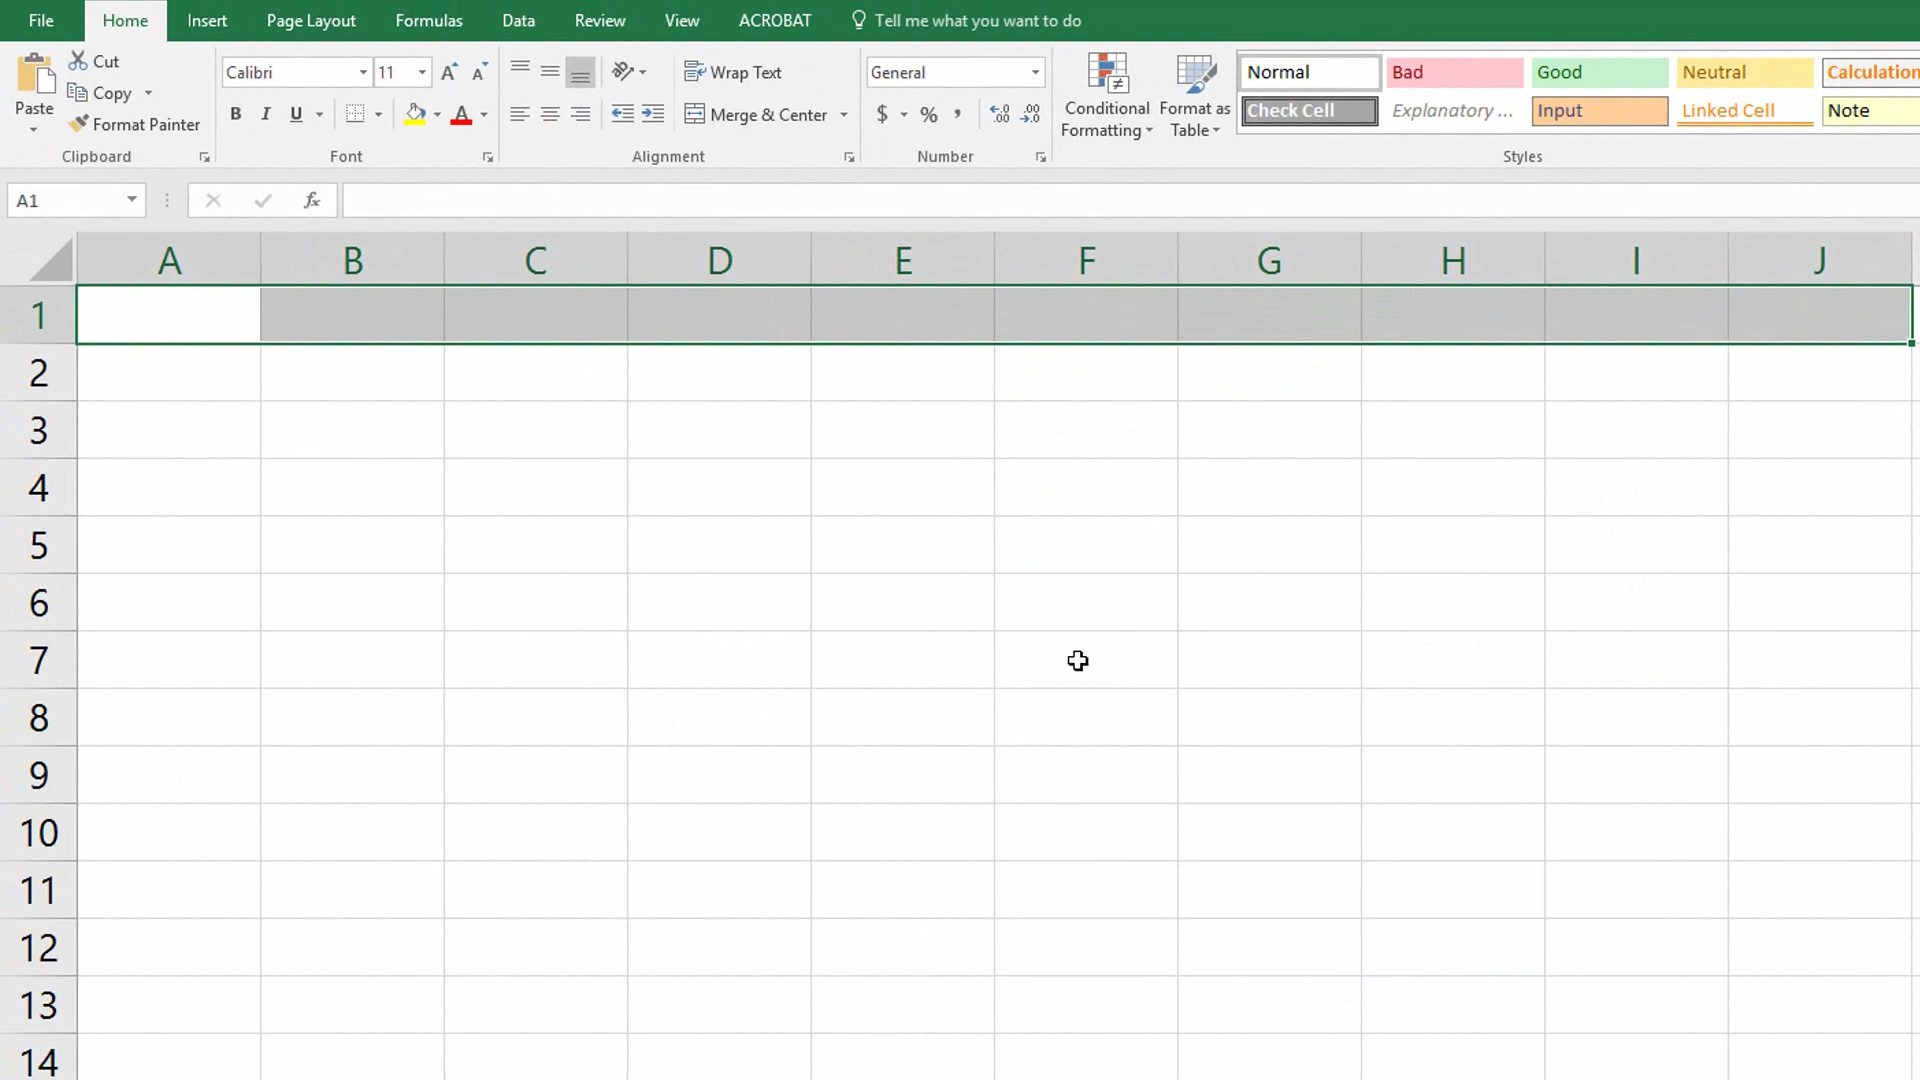 File Home Insert Page Layout Formulas Data Review View ACROBAT Tell me what you want to do
Paste
Cut
Copy
Format Painter
Clipboard
Calibri 11
B I U
Font
Wrap Text
Merge & Center
Alignment
General
$ % ,
Number
Conditional Formatting
Format as Table
Normal Bad Good Neutral Calculation
Check Cell Explanatory ... Input Linked Cell Note
Styles
A1 fx
A B C D E F G H I J
1
2
3
4
5
6
7
8
9
10
11
12
13
14